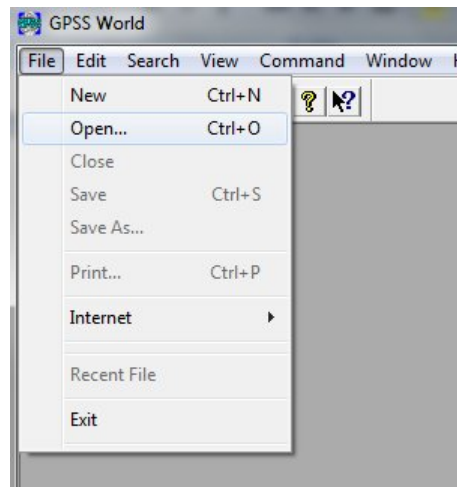 GPSS World
File Edit Search View Command Window
New Ctrl+N
Open... Ctrl+O
Close
Save Ctrl+S
Save As...
Print... Ctrl+P
Internet
Recent File
Exit